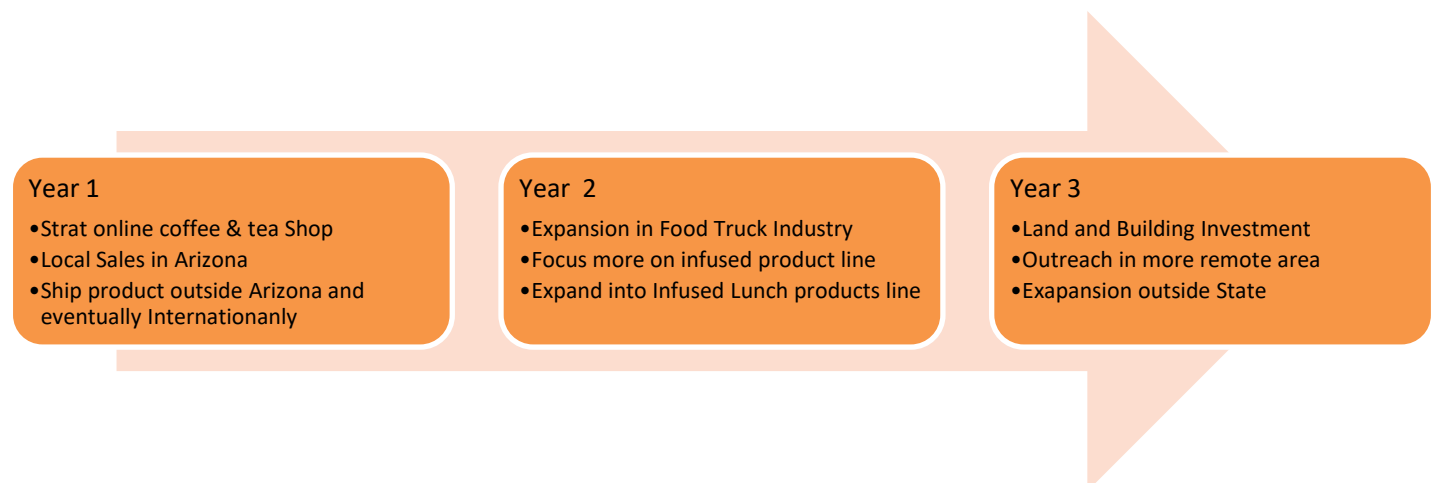 Year 1
•Strat online coffee & tea Shop
•Local Sales in Arizona
•Ship product outside Arizona and
eventually Internationanly
Year  2
•Expansion in Food Truck Industry
•Focus more on infused product line
•Expand into Infused Lunch products line
Year 3
•Land and Building Investment
•Outreach in more remote area
•Exapansion outside State